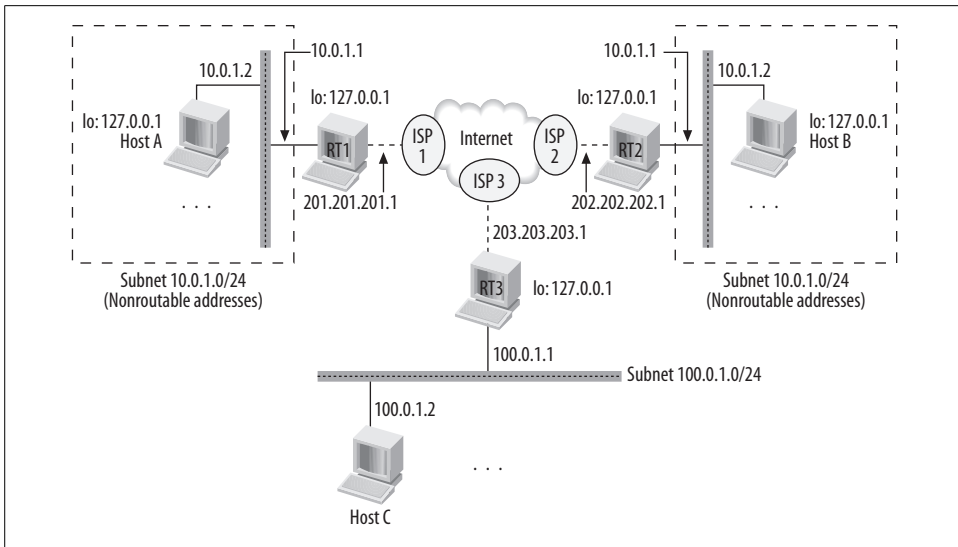 10.0.1.1
10.0.1.1
10.0.1.2
10.0.1.2
lo: 127.0.0.1
lo: 127.0.0.1
lo: 127.0.0.1
Host A
RT1
ISP 1
Internet
ISP 2
RT2
lo: 127.0.0.1
Host B
ISP 3
. . .
201.201.201.1
202.202.202.1
. . .
203.203.203.1
Subnet 10.0.1.0/24
(Nonroutable addresses)
Subnet 10.0.1.0/24
(Nonroutable addresses)
RT3
lo: 127.0.0.1
100.0.1.1
Subnet 100.0.1.0/24
100.0.1.2
. . .
Host C